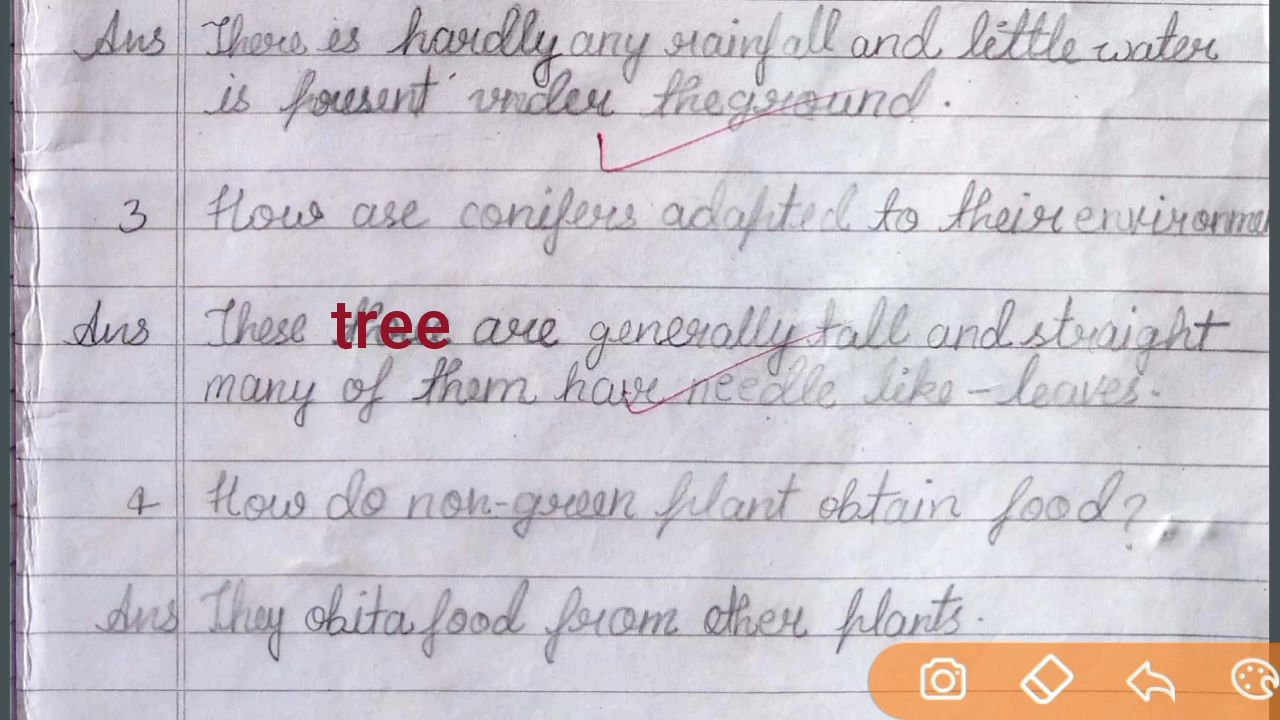 Ans There is hardly any rainfall and little water
is present under the ground.
3 How are conifers adapted to their environme
Ans These tree are generally tall and straight
many of them have needle like - leaves.
4 How do non-green plant obtain food?
Ans They obita food from other plants.